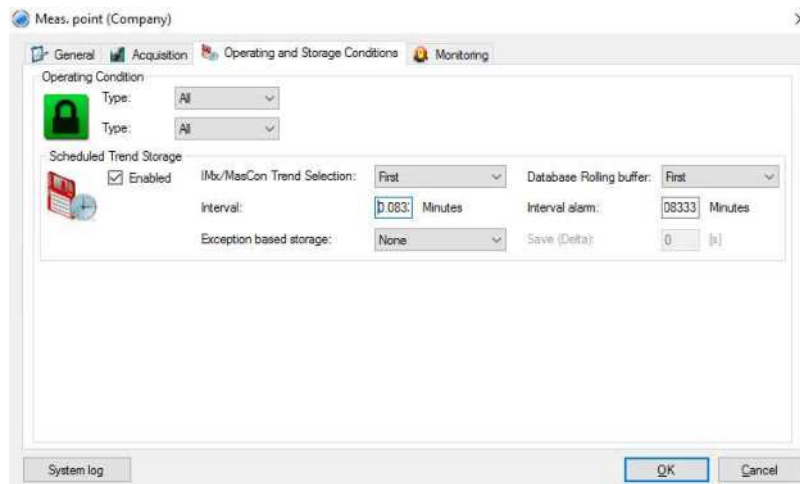 Meas. point (Company)
General Acquisition Operating and Storage Conditions Monitoring
Operating Condition
Type: All
Type: All
Scheduled Trend Storage
Enabled IMx/MasCon Trend Selection: First Database Rolling buffer: First
Interval: 0.083 Minutes Interval alarm: 08333 Minutes
Exception based storage: None Save (Delta): 0 [s]
System log OK Cancel